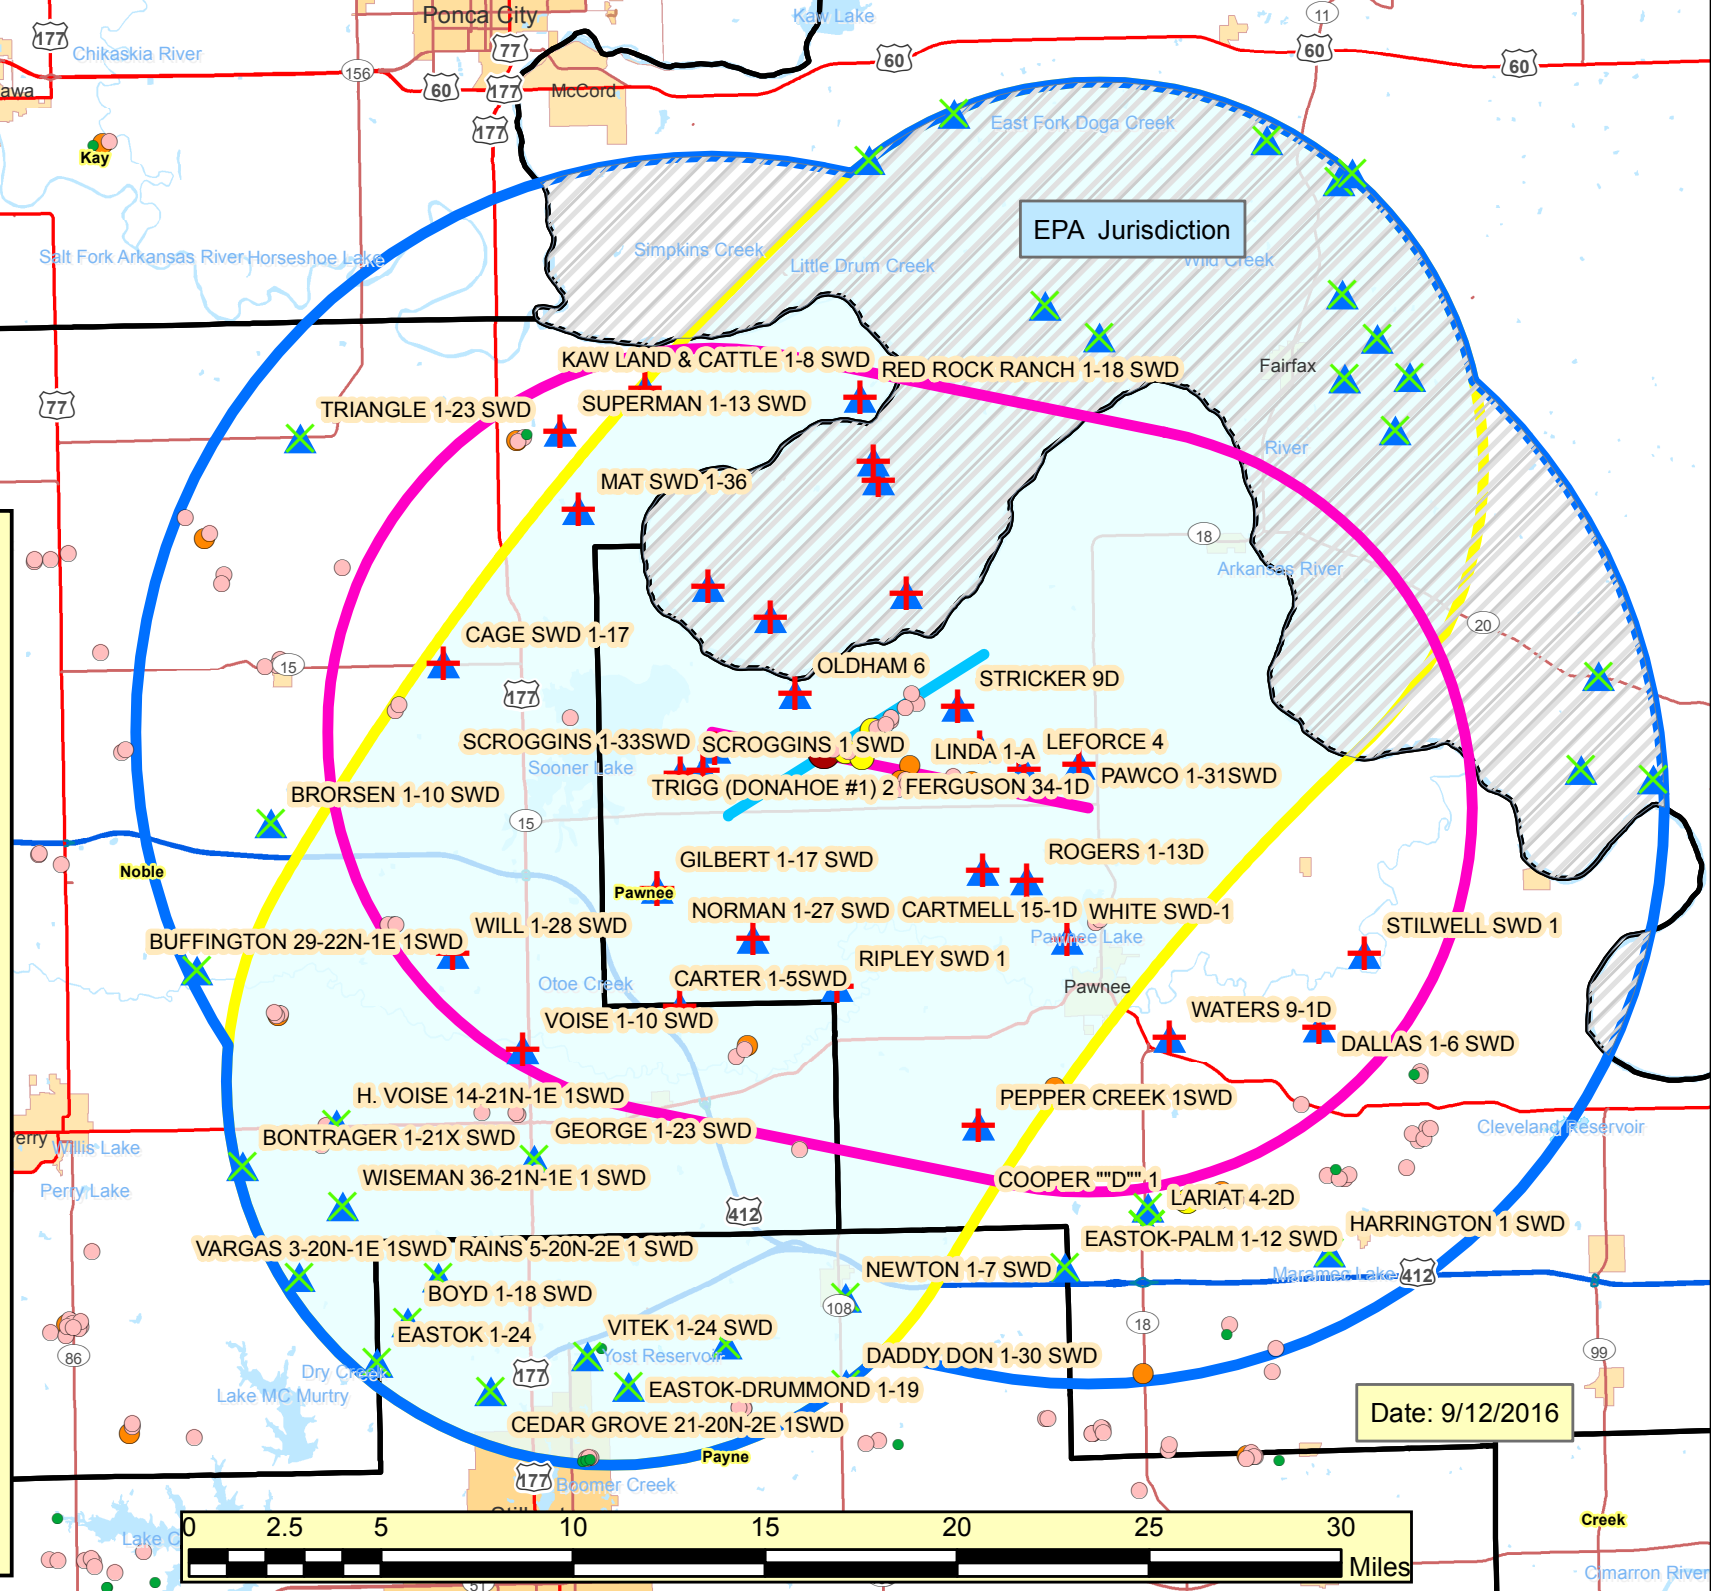 Ponca City
Kaw Lake
11
177
77
60
60
60
Chikaskia River
156
60
177
McCord
awa
177
East Fork Doga Creek
Kay
EPA Jurisdiction
Simpkins Creek
Salt Fork Arkansas River
Horseshoe Lake
Little Drum Creek
Wild Creek
KAW LAND & CATTLE 1-8 SWD
RED ROCK RANCH 1-18 SWD
Fairfax
77
TRIANGLE 1-23 SWD
SUPERMAN 1-13 SWD
River
MAT SWD 1-36
18
Arkansas River
20
CAGE SWD 1-17
15
OLDHAM 6
STRICKER 9D
177
SCROGGINS 1-33SWD
SCROGGINS 1 SWD
LINDA 1-A
LEFORCE 4
Sooner Lake
PAWCO 1-31SWD
TRIGG (DONAHOE #1) 2
FERGUSON 34-1D
BRORSEN 1-10 SWD
15
GILBERT 1-17 SWD
ROGERS 1-13D
Noble
Pawnee
NORMAN 1-27 SWD
CARTMELL 15-1D
WHITE SWD-1
WILL 1-28 SWD
STILWELL SWD 1
BUFFINGTON 29-22N-1E 1SWD
Pawnee Lake
RIPLEY SWD 1
CARTER 1-5SWD
Otoe Creek
Pawnee
VOISE 1-10 SWD
WATERS 9-1D
DALLAS 1-6 SWD
H. VOISE 14-21N-1E 1SWD
PEPPER CREEK 1SWD
GEORGE 1-23 SWD
Cleveland Reservoir
BONTRAGER 1-21X SWD
erry
Willis Lake
WISEMAN 36-21N-1E 1 SWD
COOPER ""D"" 1
Perry Lake
LARIAT 4-2D
412
HARRINGTON 1 SWD
EASTOK-PALM 1-12 SWD
VARGAS 3-20N-1E 1SWD
RAINS 5-20N-2E 1 SWD
NEWTON 1-7 SWD
Maramec Lake
412
BOYD 1-18 SWD
108
18
EASTOK 1-24
VITEK 1-24 SWD
99
86
Yost Reservoir
DADDY DON 1-30 SWD
Dry Creek
177
Lake MC Murtry
EASTOK-DRUMMOND 1-19
Date: 9/12/2016
CEDAR GROVE 21-20N-2E 1SWD
Payne
177
Boomer Creek
Creek
0 2.5 5 10 15 20 25 30
Miles
Lake C
Cimarron River
51